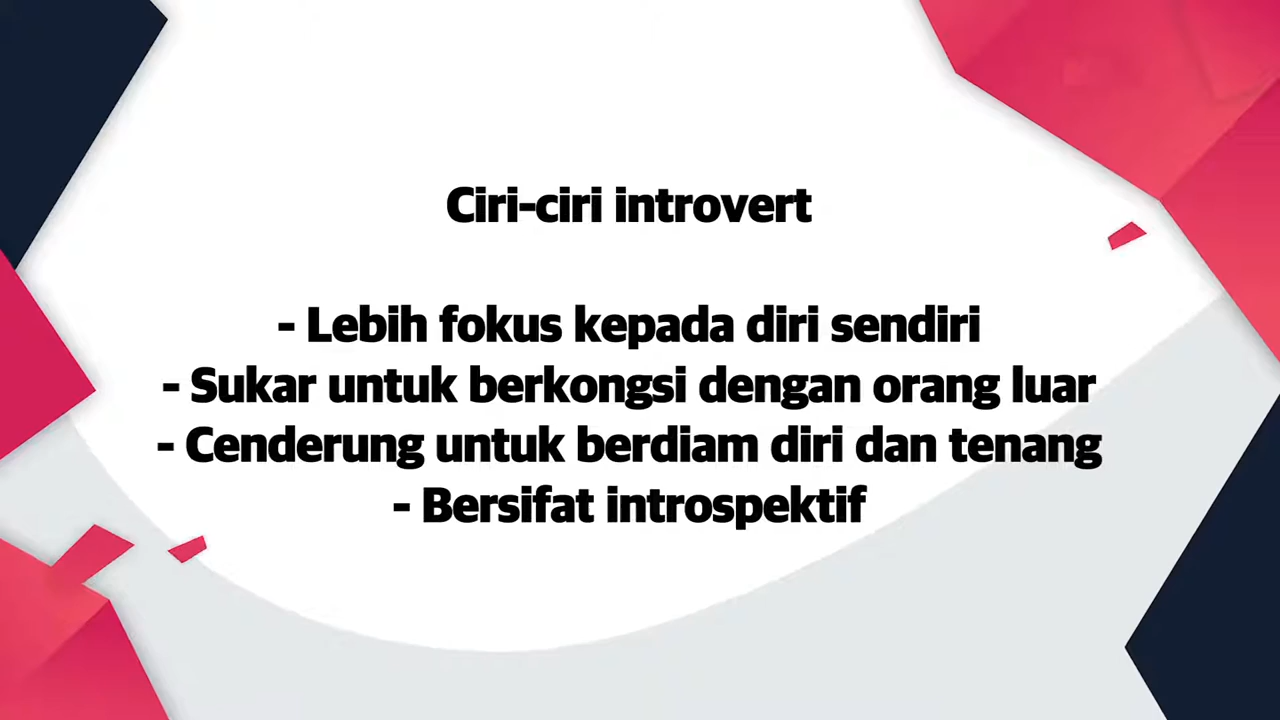 Ciri-ciri introvert
- Lebih fokus kepada diri sendiri
- Sukar untuk berkongsi dengan orang luar
- Cenderung untuk berdiam diri dan tenang
- Bersifat introspektif